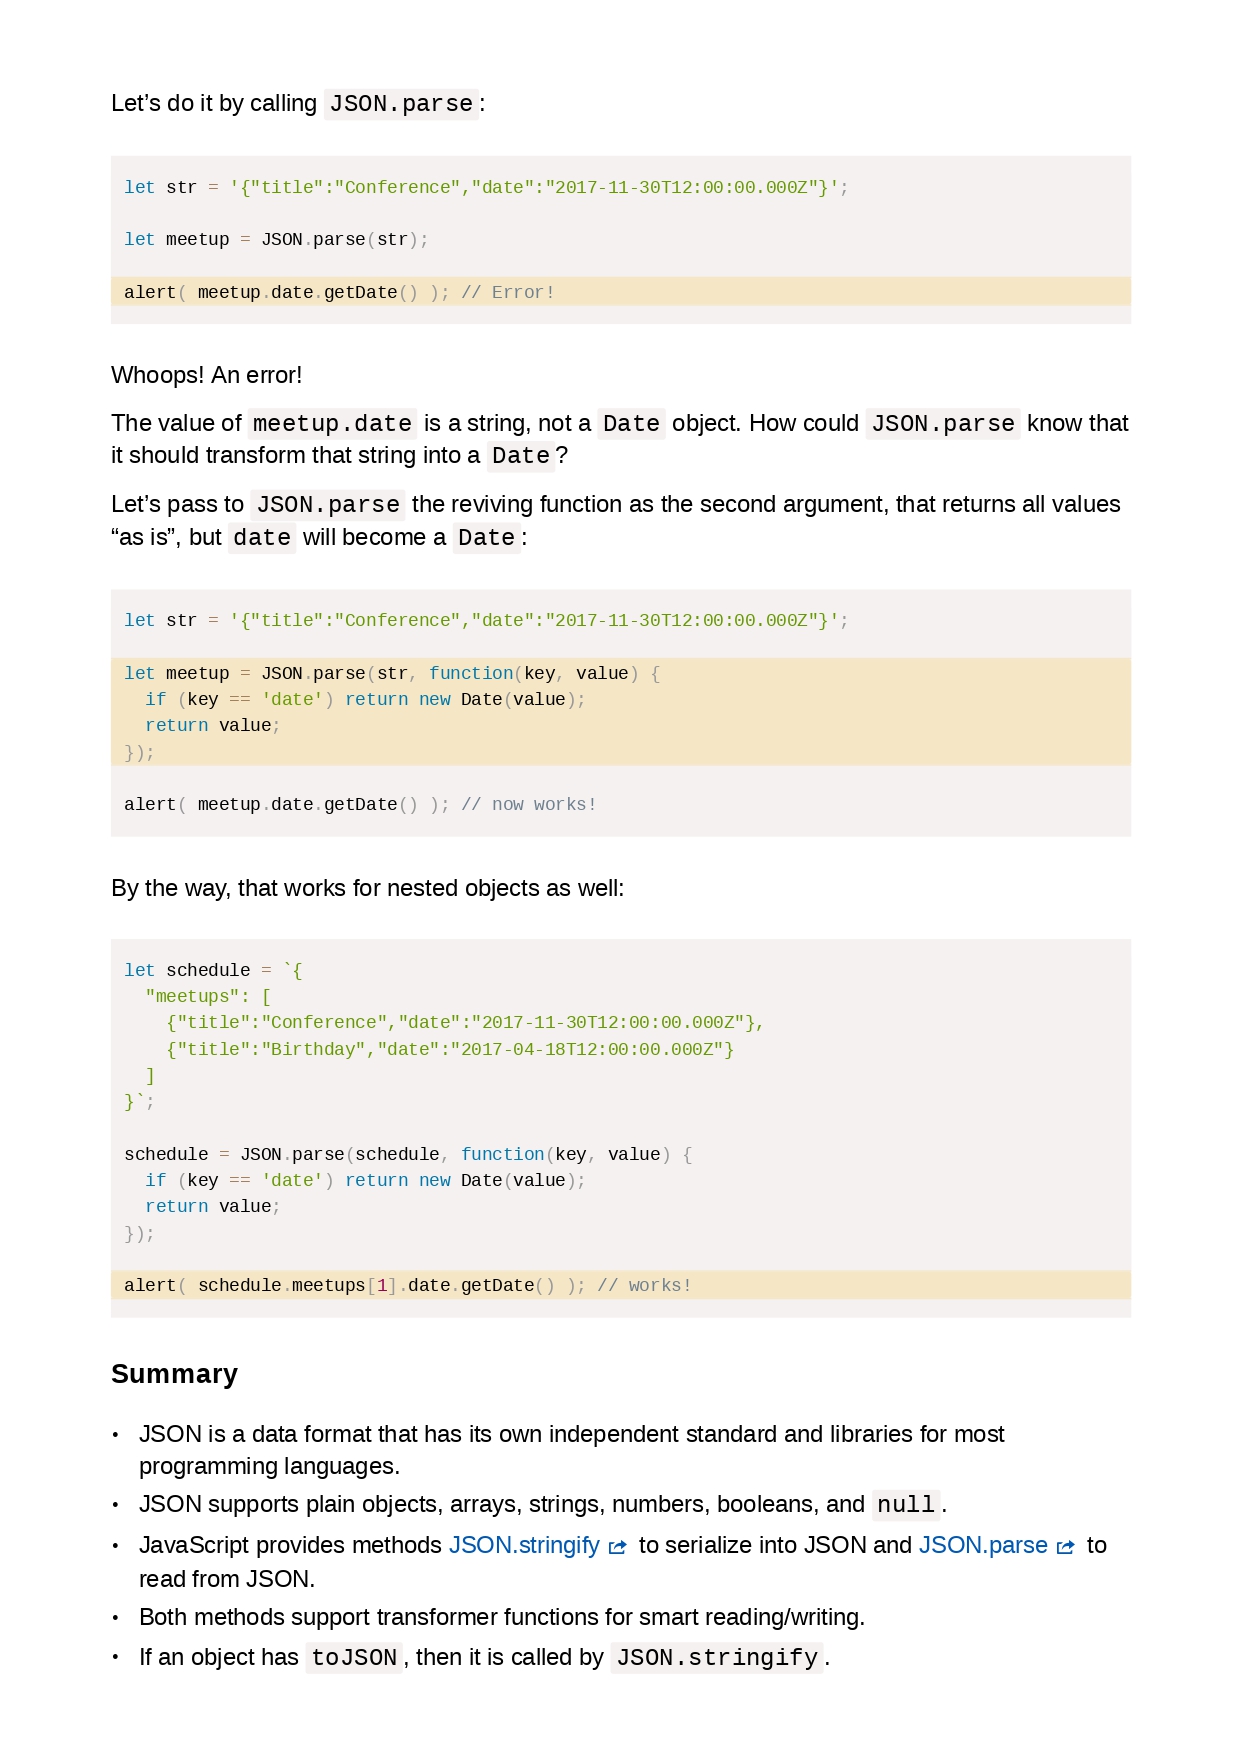 Let’s do it by calling JSON.parse:
let str = '{"title":"Conference","date":"2017-11-30T12:00:00.000Z"}';
let meetup = JSON.parse(str);
alert( meetup.date.getDate() ); // Error!
Whoops! An error!
The value of meetup.date is a string, not a Date object. How could JSON.parse know that
it should transform that string into a Date?
Let’s pass to JSON.parse the reviving function as the second argument, that returns all values
“as is”, but date will become a Date:
let str = '{"title":"Conference","date":"2017-11-30T12:00:00.000Z"}';
let meetup = JSON.parse(str, function(key, value) {
  if (key == 'date') return new Date(value);
  return value;
});
alert( meetup.date.getDate() ); // now works!
By the way, that works for nested objects as well:
let schedule = `{
  "meetups": [
    {"title":"Conference","date":"2017-11-30T12:00:00.000Z"},
    {"title":"Birthday","date":"2017-04-18T12:00:00.000Z"}
  ]
}`;
schedule = JSON.parse(schedule, function(key, value) {
  if (key == 'date') return new Date(value);
  return value;
});
alert( schedule.meetups[1].date.getDate() ); // works!
Summary
• JSON is a data format that has its own independent standard and libraries for most
programming languages.
• JSON supports plain objects, arrays, strings, numbers, booleans, and null.
• JavaScript provides methods JSON.stringify to serialize into JSON and JSON.parse to
read from JSON.
• Both methods support transformer functions for smart reading/writing.
• If an object has toJSON, then it is called by JSON.stringify.